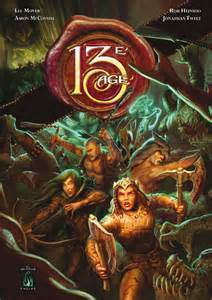 Lee Moyer
Aaron McConnell
Rob Heinsoo
Jonathan Tweet
13
E
AGE